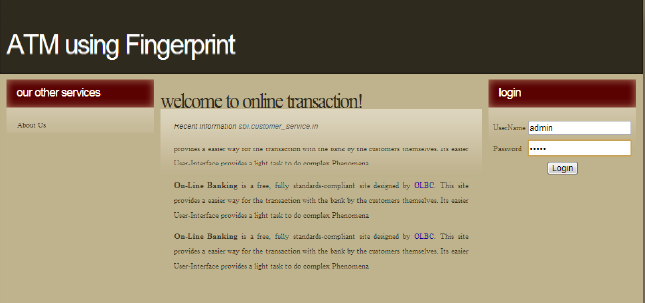 ATM using Fingerprint
our other services
About Us
welcome to online transaction!
Recent Information sbi.customer_service.in
provides a easier way for the transaction with the bank by the customers themselves. Its easier
User-Interface provides a light task to do complex Phenomena
On-Line Banking is a free, fully standards-compliant site designed by OLBC. This site
provides a easier way for the transaction with the bank by the customers themselves. Its easier
User-Interface provides a light task to do complex Phenomena
On-Line Banking is a free, fully standards-compliant site designed by OLBC. This site
provides a easier way for the transaction with the bank by the customers themselves. Its easier
User-Interface provides a light task to do complex Phenomena
login
UserName admin
Password •••••
Login